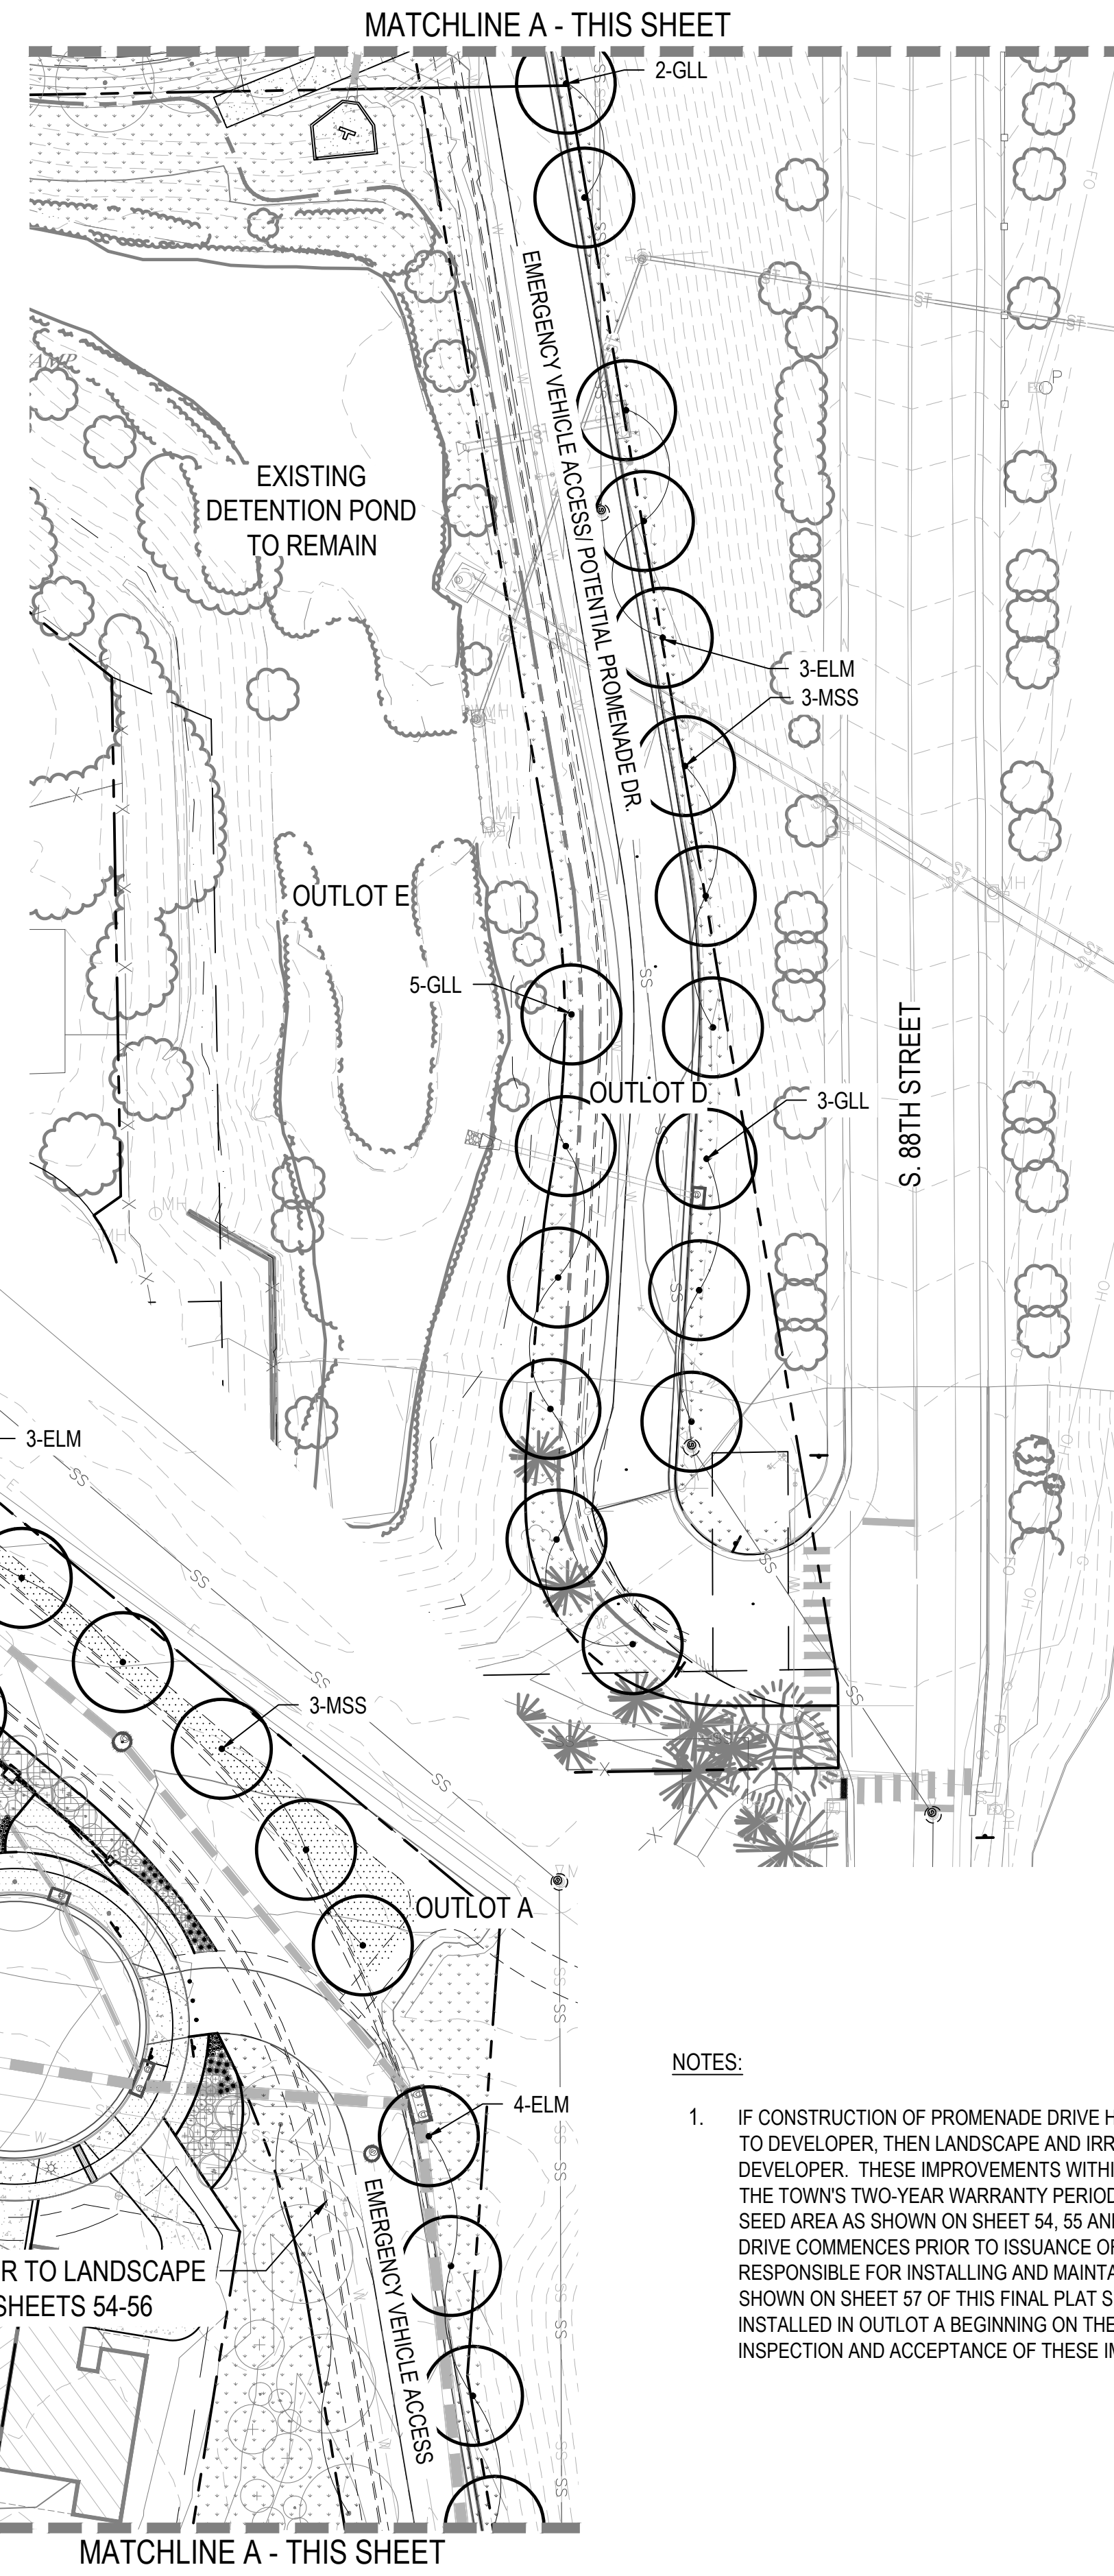 MATCHLINE A - THIS SHEET
2-GLL
EMERGENCY VEHICLE ACCESS/ POTENTIAL PROMENADE DR.
EXISTING
DETENTION POND
TO REMAIN
3-ELM
3-MSS
OUTLOT E
5-GLL
OUTLOT D
3-GLL
S. 88TH STREET
3-ELM
3-MSS
OUTLOT A
4-ELM
EMERGENCY VEHICLE ACCESS
R TO LANDSCAPE
SHEETS 54-56
MATCHLINE A - THIS SHEET
NOTES:
1. IF CONSTRUCTION OF PROMENADE DRIVE H
TO DEVELOPER, THEN LANDSCAPE AND IRR
DEVELOPER. THESE IMPROVEMENTS WITHI
THE TOWN'S TWO-YEAR WARRANTY PERIOD
SEED AREA AS SHOWN ON SHEET 54, 55 AN
DRIVE COMMENCES PRIOR TO ISSUANCE OF
RESPONSIBLE FOR INSTALLING AND MAINTA
SHOWN ON SHEET 57 OF THIS FINAL PLAT S
INSTALLED IN OUTLOT A BEGINNING ON THE
INSPECTION AND ACCEPTANCE OF THESE IM